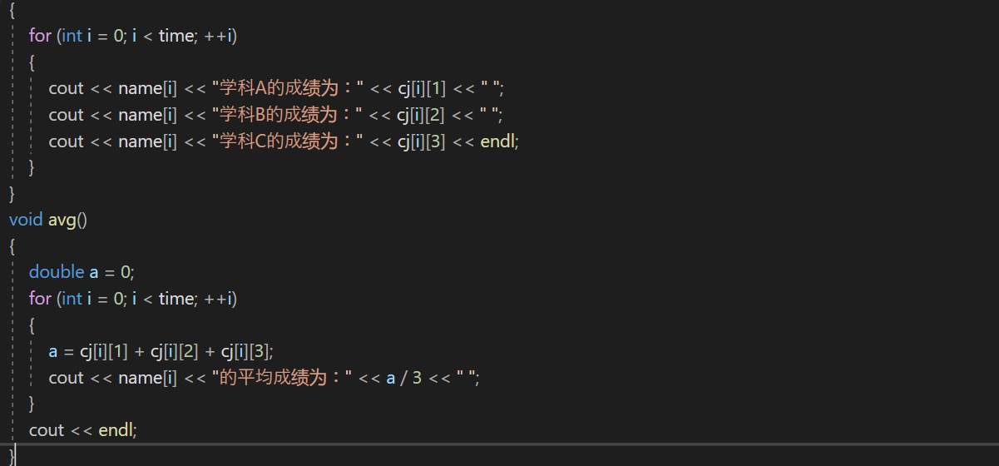 {
for (int i = 0; i < time; ++i)
{
cout << name[i] << "学科A的成绩为：" << cj[i][1] << " ";
cout << name[i] << "学科B的成绩为：" << cj[i][2] << " ";
cout << name[i] << "学科C的成绩为：" << cj[i][3] << endl;
}
}
void avg()
{
double a = 0;
for (int i = 0; i < time; ++i)
{
a = cj[i][1] + cj[i][2] + cj[i][3];
cout << name[i] << "的平均成绩为：" << a / 3 << " ";
}
cout << endl;
}